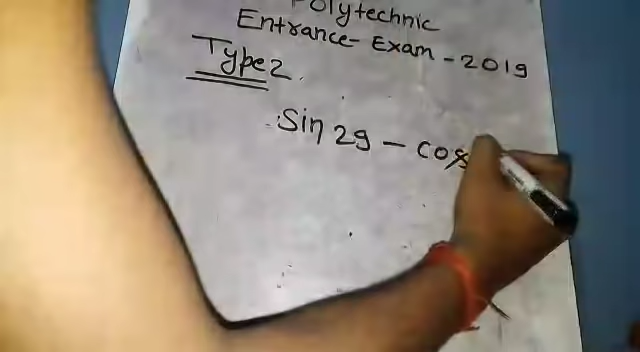 Polytechnic
Entrance- Exam - 2019
Type 2.
Sin 29 - cos